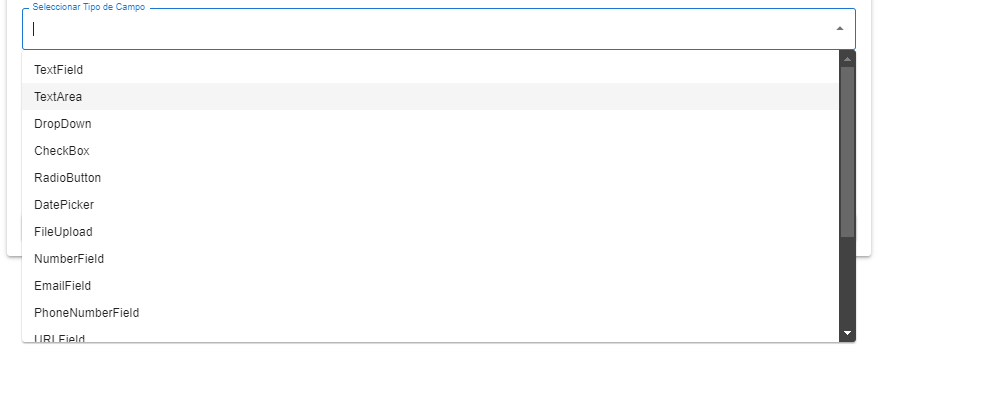 Seleccionar Tipo de Campo
TextField
TextArea
DropDown
CheckBox
RadioButton
DatePicker
FileUpload
NumberField
EmailField
PhoneNumberField
URLField